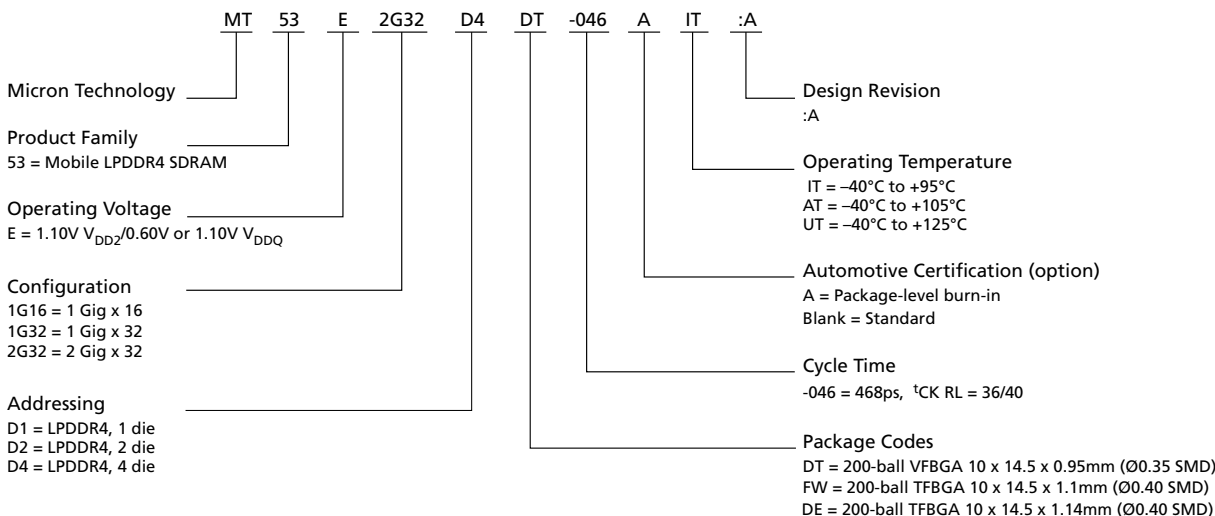 MT 53 E 2G32 D4 DT -046 A IT :A
Micron Technology
Product Family
53 = Mobile LPDDR4 SDRAM
Operating Voltage
E = 1.10V VDD2/0.60V or 1.10V VDDQ
Configuration
1G16 = 1 Gig x 16
1G32 = 1 Gig x 32
2G32 = 2 Gig x 32
Addressing
D1 = LPDDR4, 1 die
D2 = LPDDR4, 2 die
D4 = LPDDR4, 4 die
Design Revision
:A
Operating Temperature
IT = –40°C to +95°C
AT = –40°C to +105°C
UT = –40°C to +125°C
Automotive Certification (option)
A = Package-level burn-in
Blank = Standard
Cycle Time
-046 = 468ps, tCK RL = 36/40
Package Codes
DT = 200-ball VFBGA 10 x 14.5 x 0.95mm (Ø0.35 SMD)
FW = 200-ball TFBGA 10 x 14.5 x 1.1mm (Ø0.40 SMD)
DE = 200-ball TFBGA 10 x 14.5 x 1.14mm (Ø0.40 SMD)